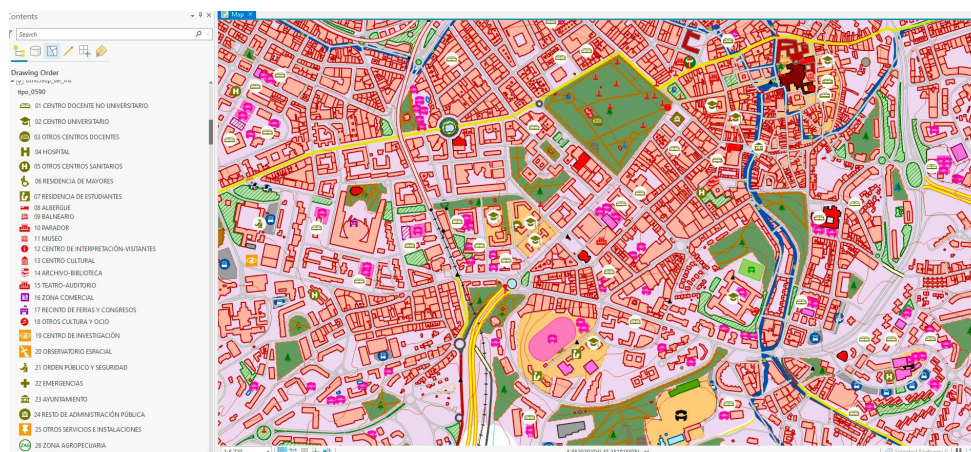 Contents
Map
Search
Drawing Order
tipo_0590
01 CENTRO DOCENTE NO UNIVERSITARIO
02 CENTRO UNIVERSITARIO
03 OTROS CENTROS DOCENTES
04 HOSPITAL
05 OTROS CENTROS SANITARIOS
06 RESIDENCIA DE MAYORES
07 RESIDENCIA DE ESTUDIANTES
08 ALBERGUE
09 BALNEARIO
10 PARADOR
11 MUSEO
12 CENTRO DE INTERPRETACIÓN-VISITANTES
13 CENTRO CULTURAL
14 ARCHIVO-BIBLIOTECA
15 TEATRO-AUDITORIO
16 ZONA COMERCIAL
17 RECINTO DE FERIAS Y CONGRESOS
18 OTROS CULTURA Y OCIO
19 CENTRO DE INVESTIGACIÓN
20 OBSERVATORIO ESPACIAL
21 ORDEN PÚBLICO Y SEGURIDAD
22 EMERGENCIAS
23 AYUNTAMIENTO
24 RESTO DE ADMINISTRACIÓN PÚBLICA
25 OTROS SERVICIOS E INSTALACIONES
26 ZONA AGROPECUARIA